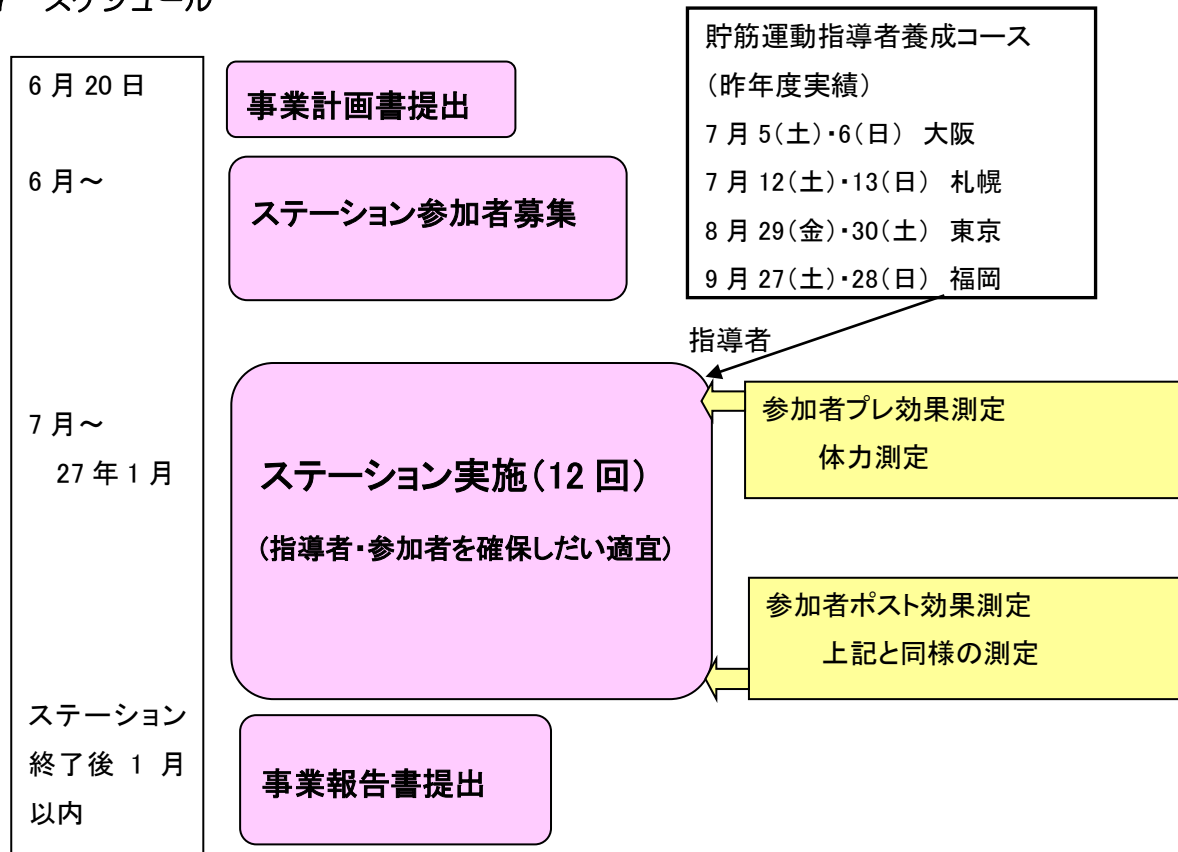 スケジュール
6月20日
事業計画書提出
6月～
ステーション参加者募集
貯筋運動指導者養成コース
（昨年度実績）
7月5（土）・6（日） 大阪
7月12（土）・13（日） 札幌
8月29（金）・30（土） 東京
9月27（土）・28（日） 福岡
指導者
7月～
27年1月
ステーション実施（12回）
（指導者・参加者を確保しだい適宜）
参加者プレ効果測定
体力測定
参加者ポスト効果測定
上記と同様の測定
ステーション
終了後 1 月
以内
事業報告書提出